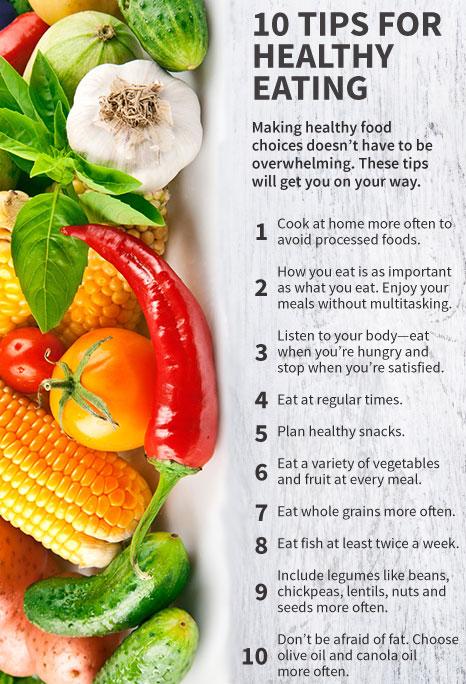 10 TIPS FOR
HEALTHY
EATING
Making healthy food
choices doesn't have to be
overwhelming. These tips
will get you on your way.
1 Cook at home more often to
avoid processed foods.
2 How you eat is as important
as what you eat. Enjoy your
meals without multitasking.
3 Listen to your body—eat
when you're hungry and
stop when you're satisfied.
4 Eat at regular times.
5 Plan healthy snacks.
6 Eat a variety of vegetables
and fruit at every meal.
7 Eat whole grains more often.
8 Eat fish at least twice a week.
9 Include legumes like beans,
chickpeas, lentils, nuts and
seeds more often.
10 Don't be afraid of fat. Choose
olive oil and canola oil
more often.